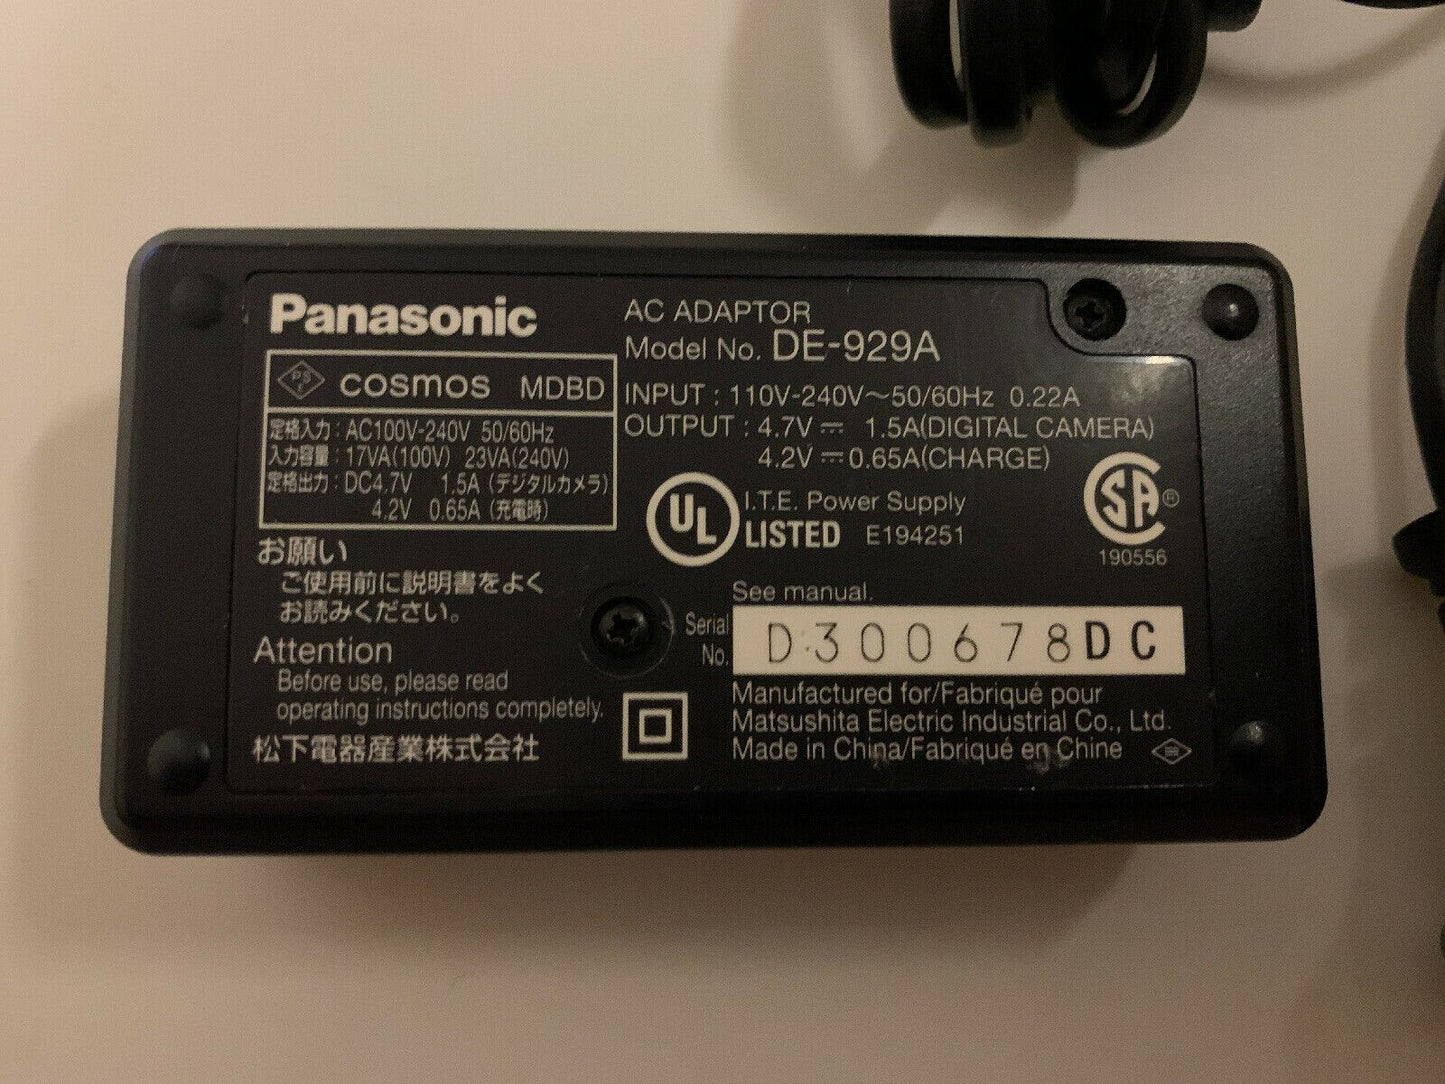 Panasonic
PS
E
COSMOS MDBD
定格入力 : AC100V-240V 50/60Hz
入力容量 : 17VA(100V) 23VA(240V)
定格出力 : DC4.7V 1.5A (デジタルカメラ)
4.2V 0.65A (充電時)
お願い
ご使用前に説明書をよく
お読みください。
Attention
Before use, please read
operating instructions completely.
松下電器産業株式会社
AC ADAPTOR
Model No. DE-929A
INPUT : 110V-240V～50/60Hz 0.22A
OUTPUT : 4.7V ⎓ 1.5A(DIGITAL CAMERA)
4.2V ⎓ 0.65A(CHARGE)
UL
I.T.E. Power Supply
LISTED E194251
SA ®
190556
See manual.
Serial
No.
D300678DC
Manufactured for/Fabriqué pour
Matsushita Electric Industrial Co., Ltd.
Made in China/Fabriqué en Chine